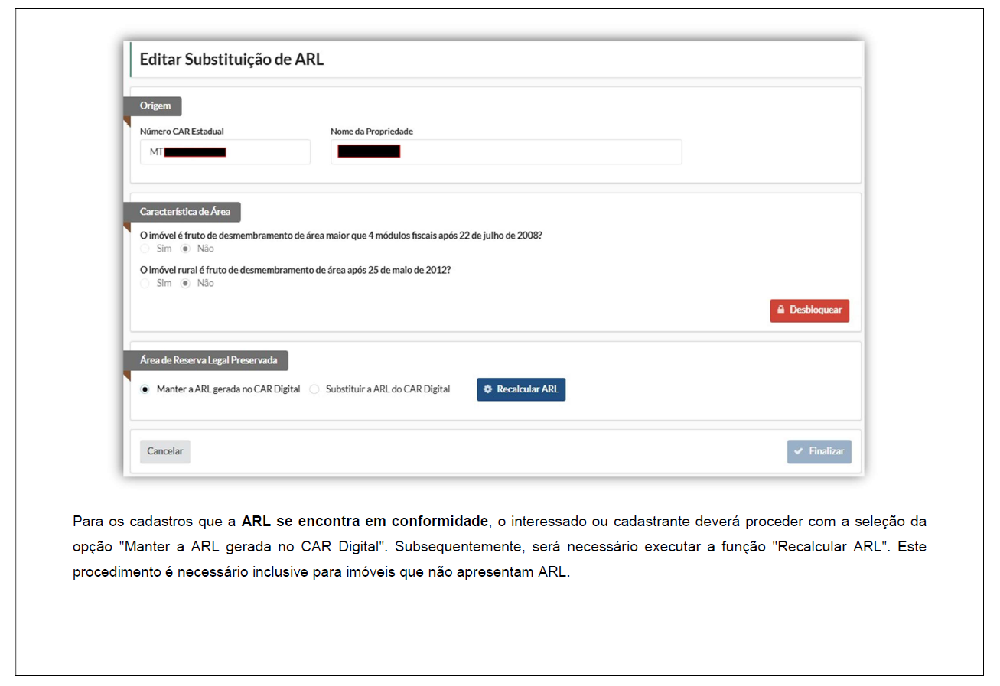 Editar Substituição de ARL
Origem
Número CAR Estadual Nome da Propriedade
MT
Característica de Área
O imóvel é fruto de desmembramento de área maior que 4 módulos fiscais após 22 de julho de 2008?
Sim Não
O imóvel rural é fruto de desmembramento de área após 25 de maio de 2012?
Sim Não
Desbloquear
Área de Reserva Legal Preservada
Manter a ARL gerada no CAR Digital Substituir a ARL do CAR Digital Recalcular ARL
Cancelar Finalizar
Para os cadastros que a ARL se encontra em conformidade, o interessado ou cadastrante deverá proceder com a seleção da
opção "Manter a ARL gerada no CAR Digital". Subsequentemente, será necessário executar a função "Recalcular ARL". Este
procedimento é necessário inclusive para imóveis que não apresentam ARL.